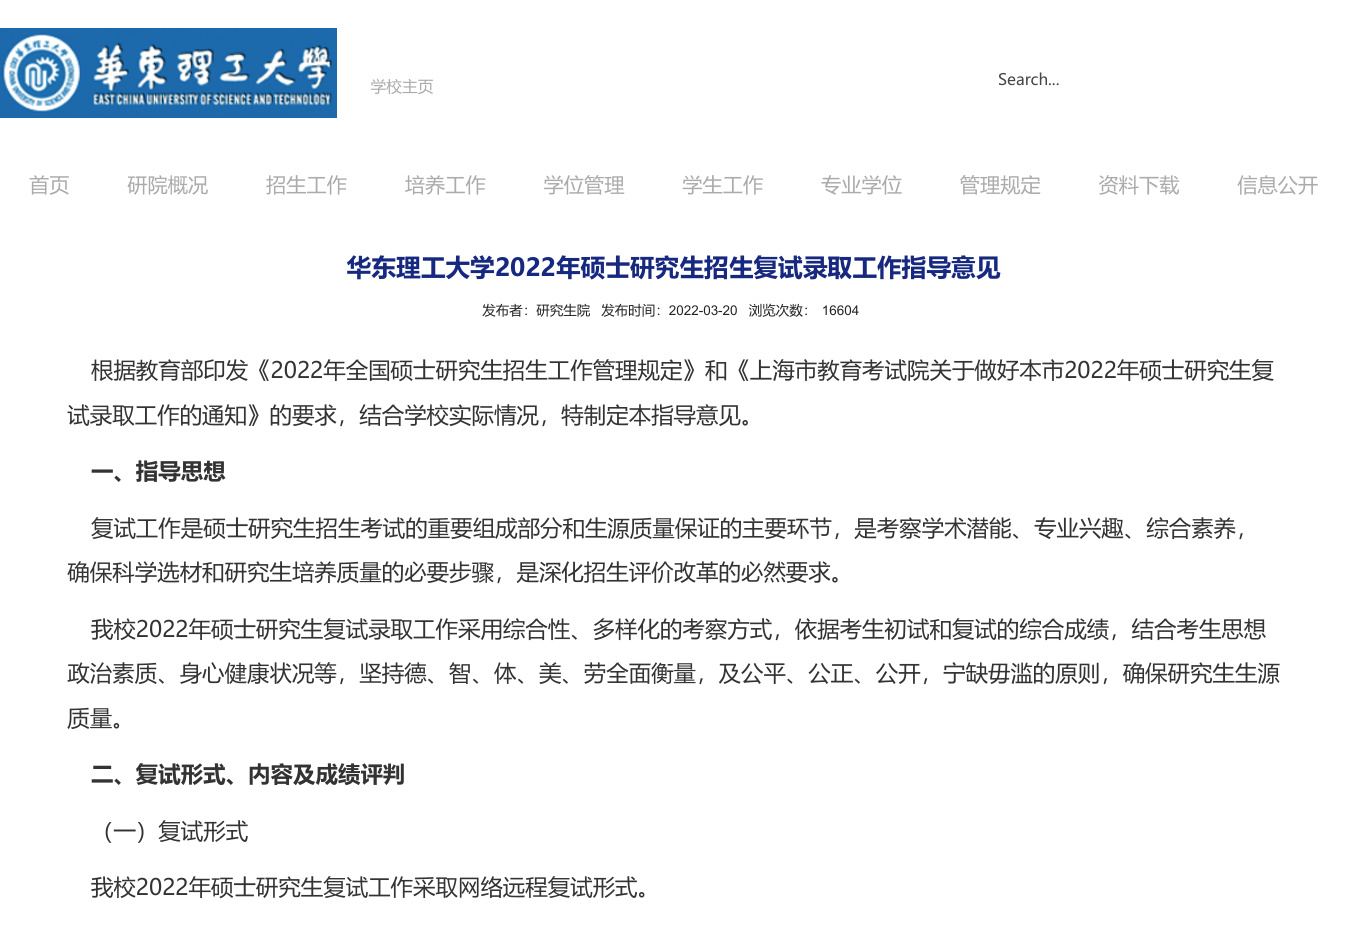 華東理工大學
EAST CHINA UNIVERSITY OF SCIENCE AND TECHNOLOGY
学校主页
Search...
首页 研院概况 招生工作 培养工作 学位管理 学生工作 专业学位 管理规定 资料下载 信息公开
华东理工大学2022年硕士研究生招生复试录取工作指导意见
发布者：研究生院 发布时间：2022-03-20 浏览次数： 16604
根据教育部印发《2022年全国硕士研究生招生工作管理规定》和《上海市教育考试院关于做好本市2022年硕士研究生复
试录取工作的通知》的要求，结合学校实际情况，特制定本指导意见。
一、指导思想
复试工作是硕士研究生招生考试的重要组成部分和生源质量保证的主要环节，是考察学术潜能、专业兴趣、综合素养，
确保科学选材和研究生培养质量的必要步骤，是深化招生评价改革的必然要求。
我校2022年硕士研究生复试录取工作采用综合性、多样化的考察方式，依据考生初试和复试的综合成绩，结合考生思想
政治素质、身心健康状况等，坚持德、智、体、美、劳全面衡量，及公平、公正、公开，宁缺毋滥的原则，确保研究生生源
质量。
二、复试形式、内容及成绩评判
（一）复试形式
我校2022年硕士研究生复试工作采取网络远程复试形式。